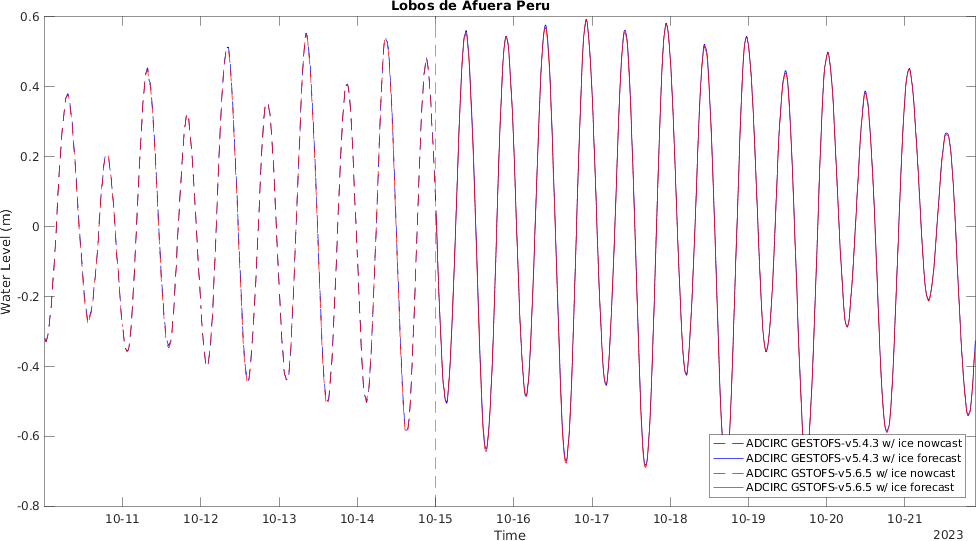 Lobos de Afuera Peru
0.6
0.4
0.2
0
-0.2
-0.4
-0.6
-0.8
Water Level (m)
10-11 10-12 10-13 10-14 10-15 10-16 10-17 10-18 10-19 10-20 10-21
Time
2023
ADCIRC GESTOFS-v5.4.3 w/ ice nowcast
ADCIRC GESTOFS-v5.4.3 w/ ice forecast
ADCIRC GSTOFS-v5.6.5 w/ ice nowcast
ADCIRC GSTOFS-v5.6.5 w/ ice forecast